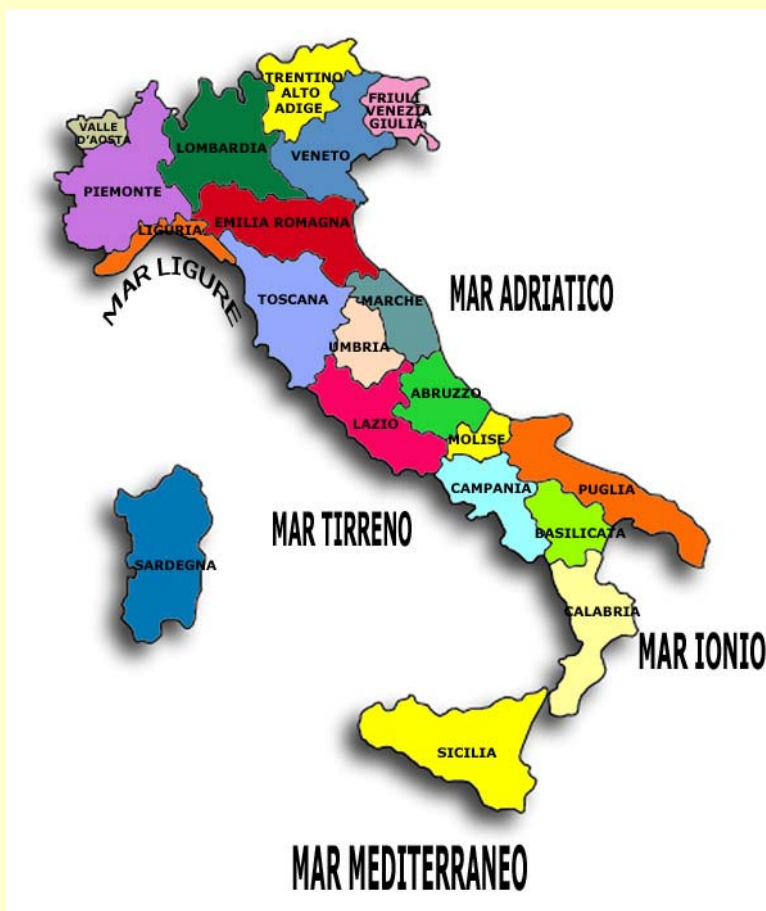 TRENTINO
ALTO
ADIGE
FRIULI
VENEZIA
GIULIA
VALLE
D'AOSTA
LOMBARDIA
VENETO
PIEMONTE
EMILIA ROMAGNA
LIGURIA
MAR LIGURE
TOSCANA
MARCHE
MAR ADRIATICO
UMBRIA
ABRUZZO
LAZIO
MOLISE
CAMPANIA
PUGLIA
MAR TIRRENO
BASILICATA
SARDEGNA
CALABRIA
MAR IONIO
SICILIA
MAR MEDITERRANEO